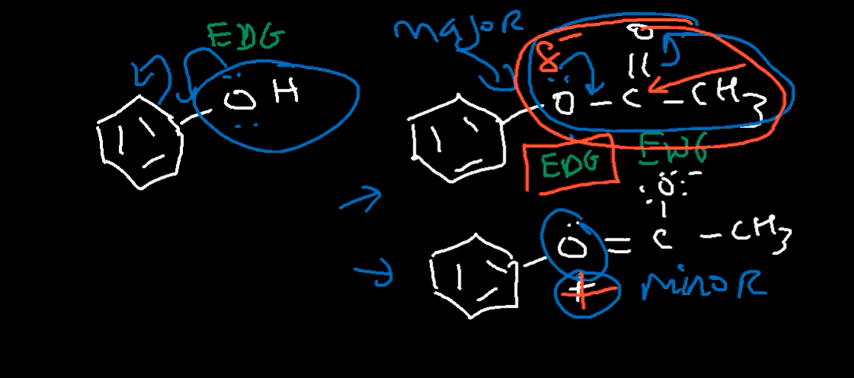 EDG
OH
major
δ-
O
||
O - C - CH3
EDG EWG
:O:-
|
O = C - CH3
+ minor